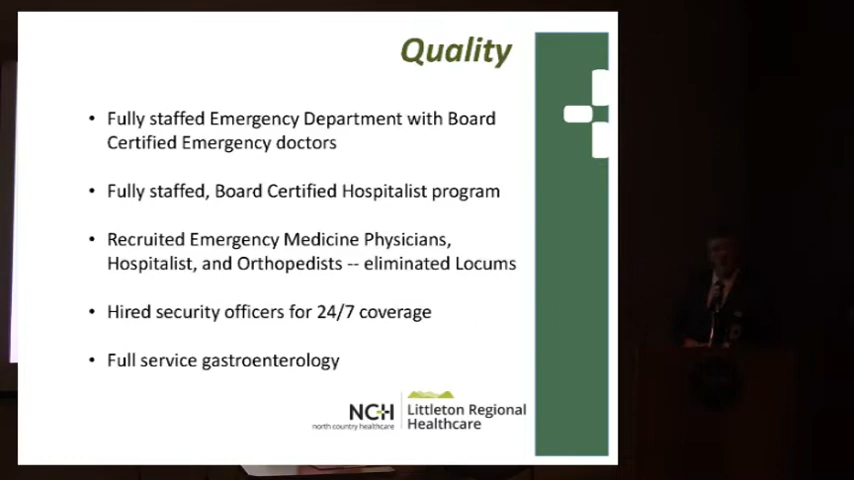 Quality
• Fully staffed Emergency Department with Board
Certified Emergency doctors
• Fully staffed, Board Certified Hospitalist program
• Recruited Emergency Medicine Physicians,
Hospitalist, and Orthopedists -- eliminated Locums
• Hired security officers for 24/7 coverage
• Full service gastroenterology
NCH
north country healthcare
Littleton Regional
Healthcare